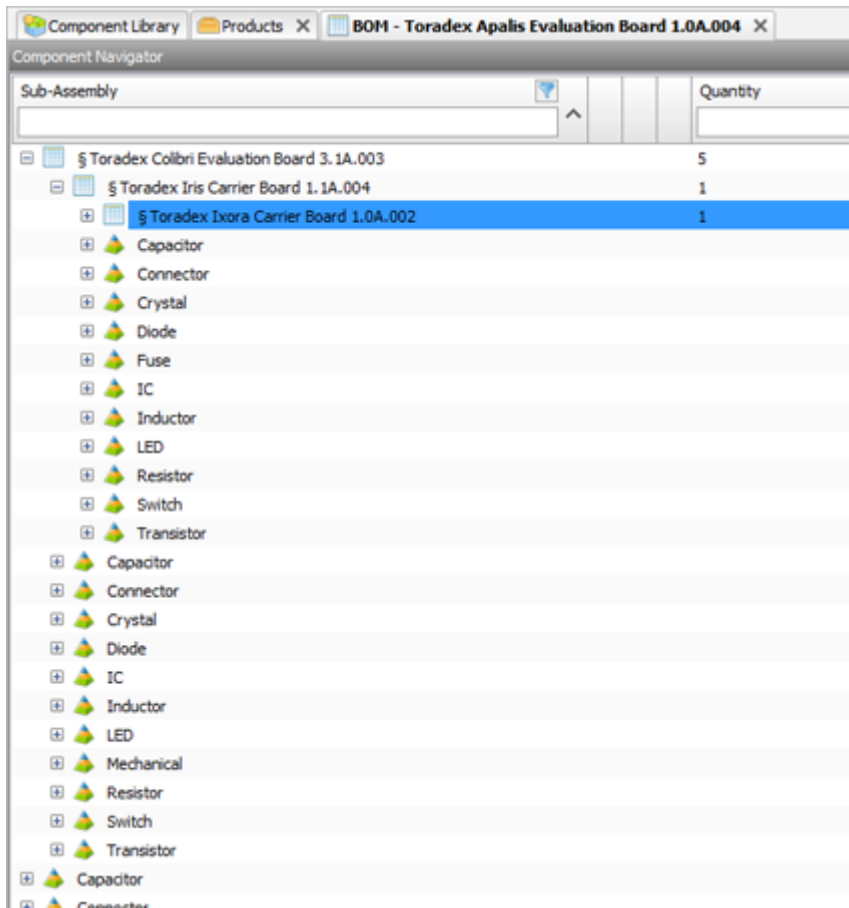 Component Library Products X BOM - Toradex Apalis Evaluation Board 1.0A.004 X
Component Navigator
Sub-Assembly Quantity
§ Toradex Colibri Evaluation Board 3.1A.003 5
§ Toradex Iris Carrier Board 1.1A.004 1
§ Toradex Ixora Carrier Board 1.0A.002 1
Capacitor
Connector
Crystal
Diode
Fuse
IC
Inductor
LED
Resistor
Switch
Transistor
Capacitor
Connector
Crystal
Diode
IC
Inductor
LED
Mechanical
Resistor
Switch
Transistor
Capacitor
Connector